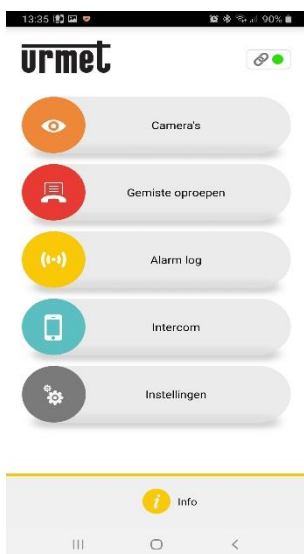 13:35 90%
urmet
Camera's
Gemiste oproepen
Alarm log
Intercom
Instellingen
i Info